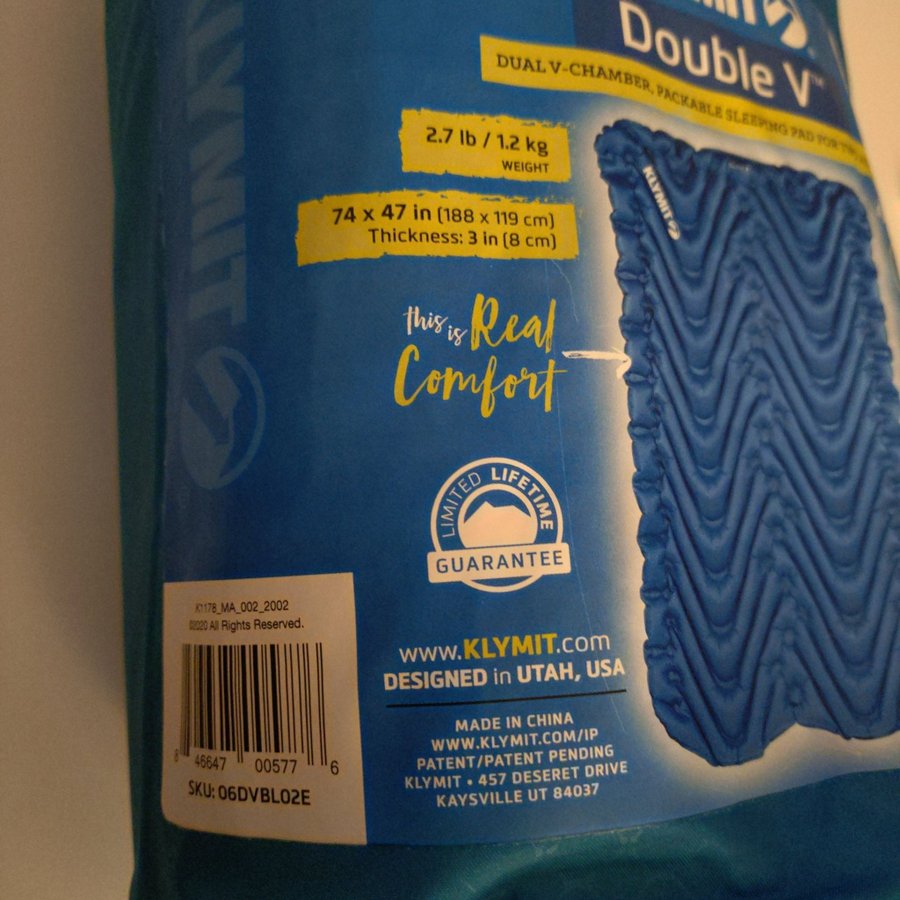 Double V™
DUAL V-CHAMBER, PACKABLE SLEEPING PAD FOR
2.7 lb / 1.2 kg
WEIGHT
74 x 47 in (188 x 119 cm)
Thickness: 3 in (8 cm)
KLYMIT
KLYMIT
this is Real
Comfort
LIMITED LIFETIME
GUARANTEE
K1178_MA_002_2002
©2020 All Rights Reserved.
46647 00577 6
SKU: 06DVBL02E
www.KLYMIT.com
DESIGNED in UTAH, USA
MADE IN CHINA
WWW.KLYMIT.COM/IP
PATENT/PATENT PENDING
KLYMIT • 457 DESERET DRIVE
KAYSVILLE UT 84037